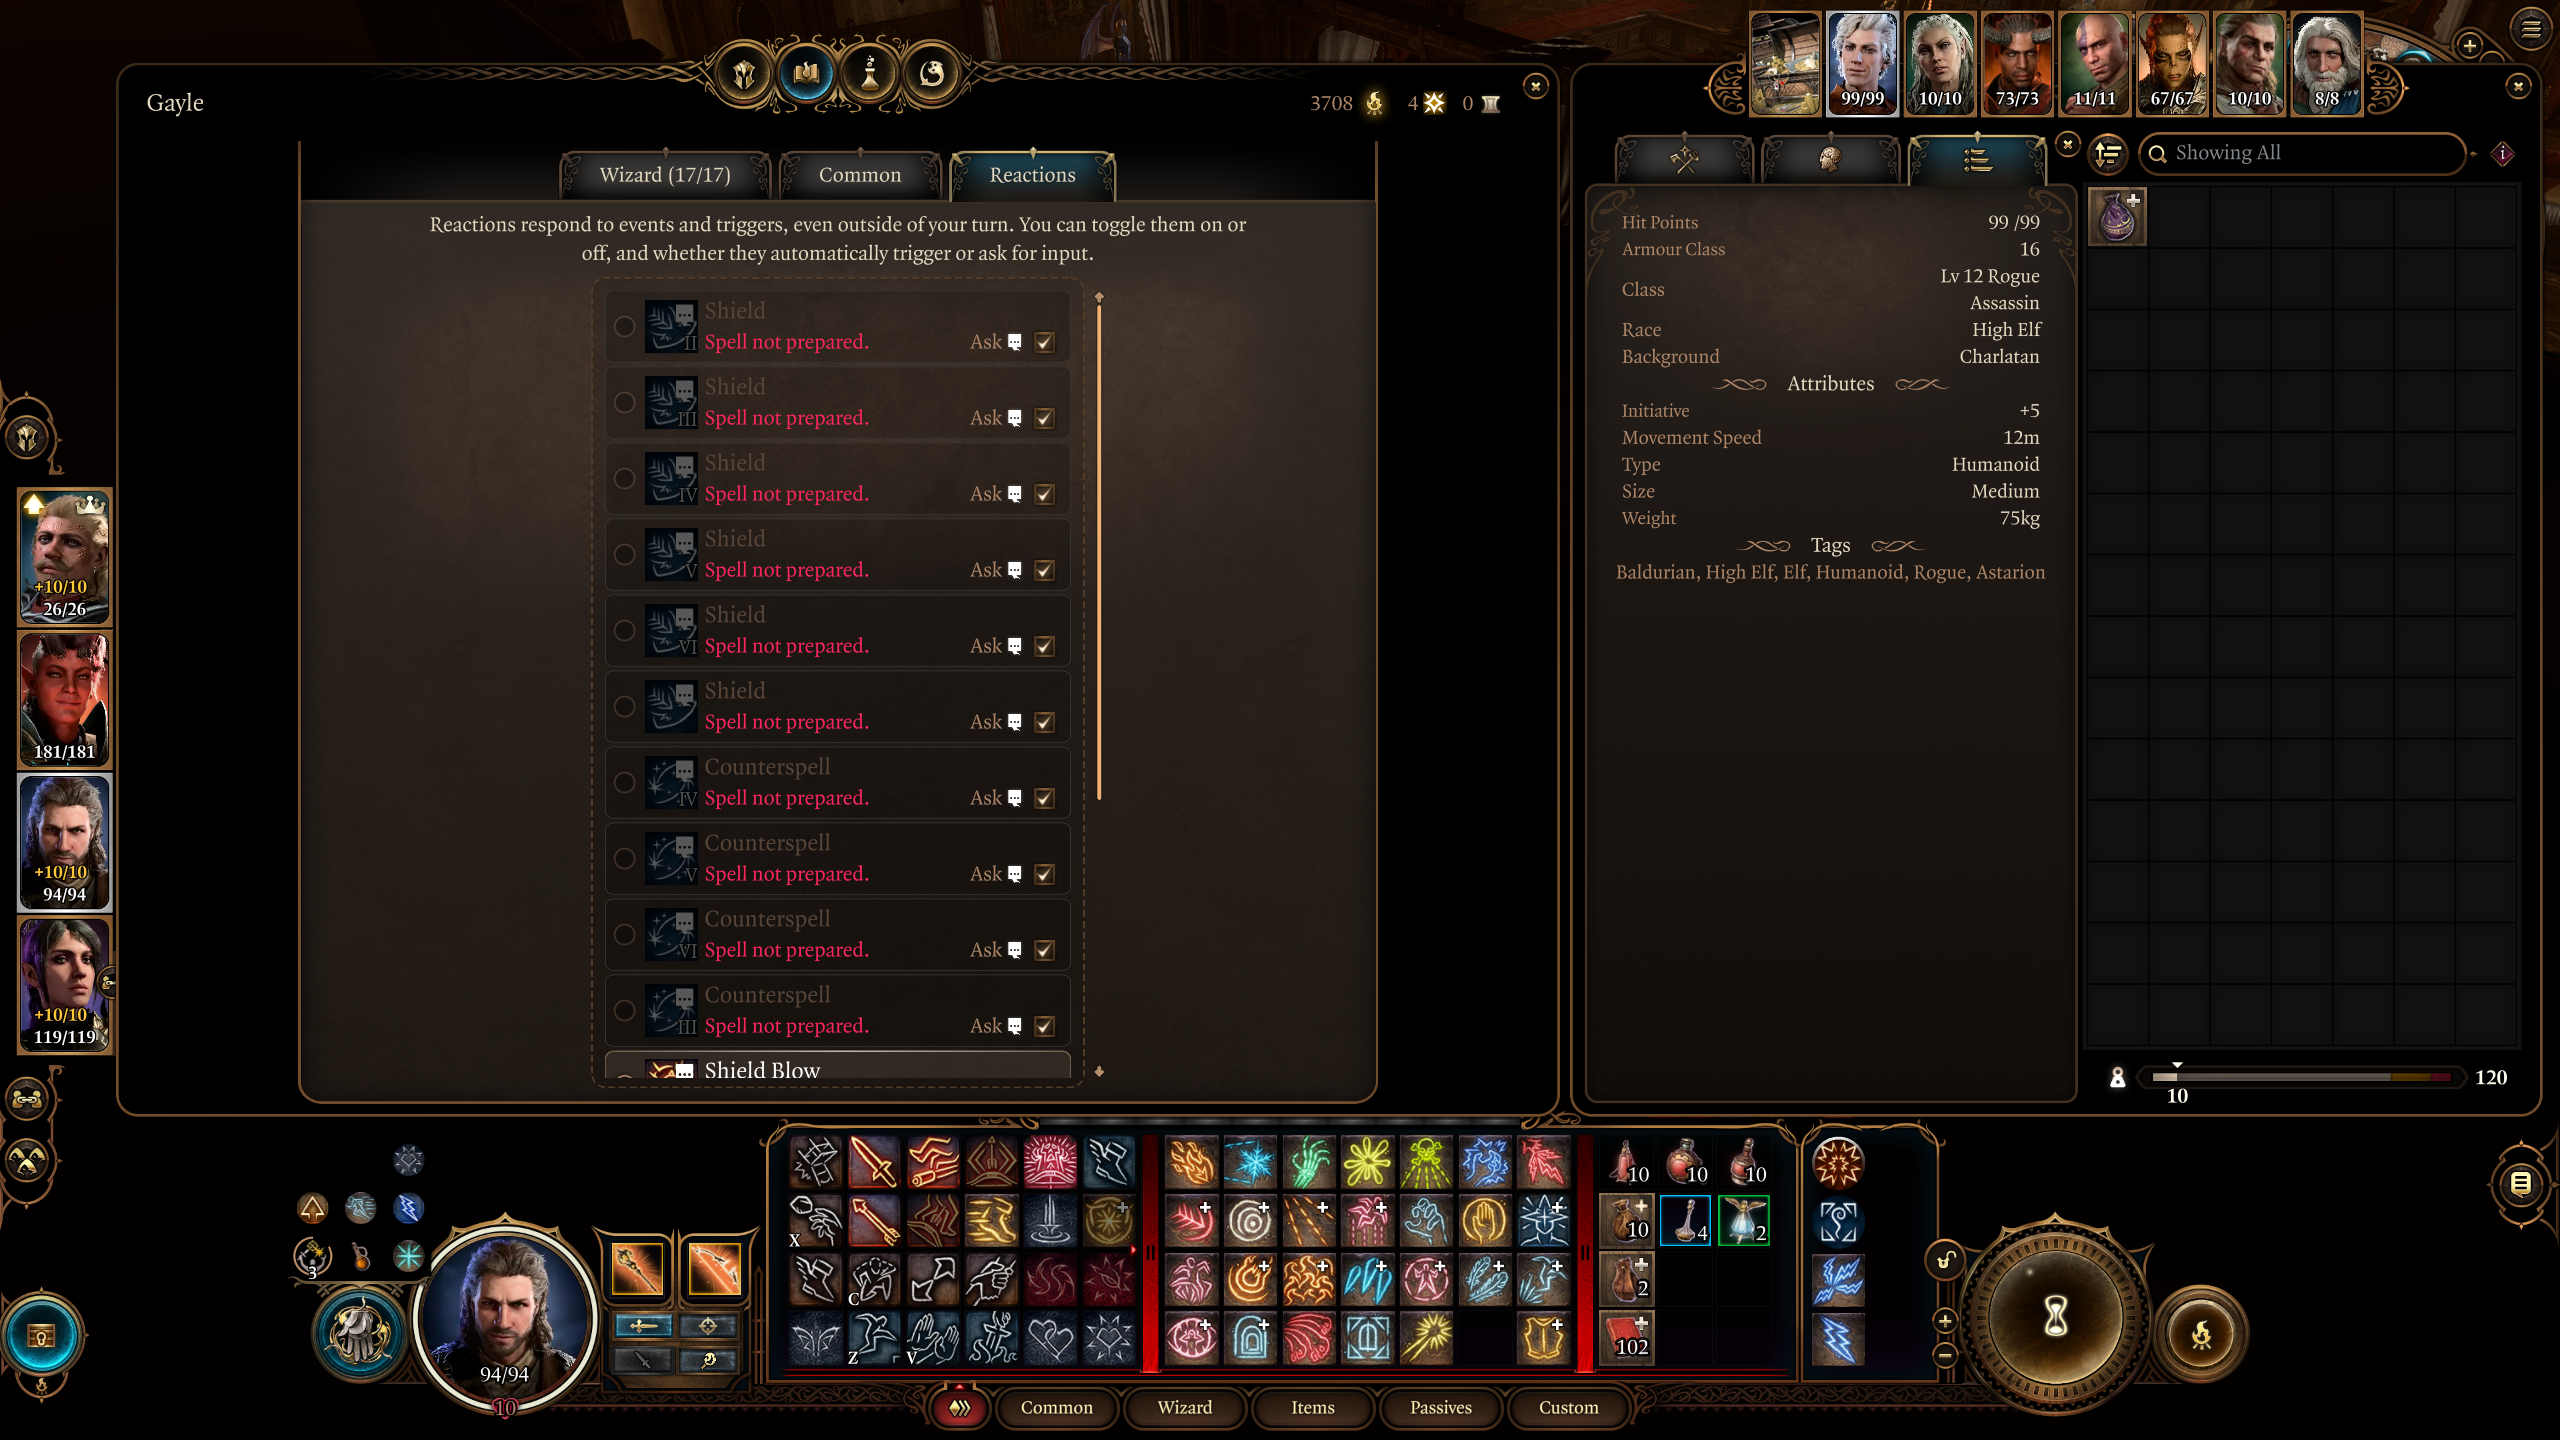 Gayle
3708 4 0
Wizard (17/17) Common Reactions
Reactions respond to events and triggers, even outside of your turn. You can toggle them on or
off, and whether they automatically trigger or ask for input.
Shield
II Spell not prepared. Ask
Shield
III Spell not prepared. Ask
Shield
IV Spell not prepared. Ask
Shield
V Spell not prepared. Ask
Shield
VI Spell not prepared. Ask
Shield
Spell not prepared. Ask
Counterspell
IV Spell not prepared. Ask
Counterspell
V Spell not prepared. Ask
Counterspell
VI Spell not prepared. Ask
Counterspell
III Spell not prepared. Ask
Shield Blow
+10/10
26/26
181/181
+10/10
94/94
+10/10
119/119
99/99 10/10 73/73 11/11 67/67 10/10 8/8
Showing All
Hit Points 99 /99
Armour Class 16
Class Lv 12 Rogue
Assassin
Race High Elf
Background Charlatan
Attributes
Initiative +5
Movement Speed 12m
Type Humanoid
Size Medium
Weight 75kg
Tags
Baldurian, High Elf, Elf, Humanoid, Rogue, Astarion
120
10
10 10 10
X 10 4 2
3 C 2
Z V 102
94/94
10
Common Wizard Items Passives Custom